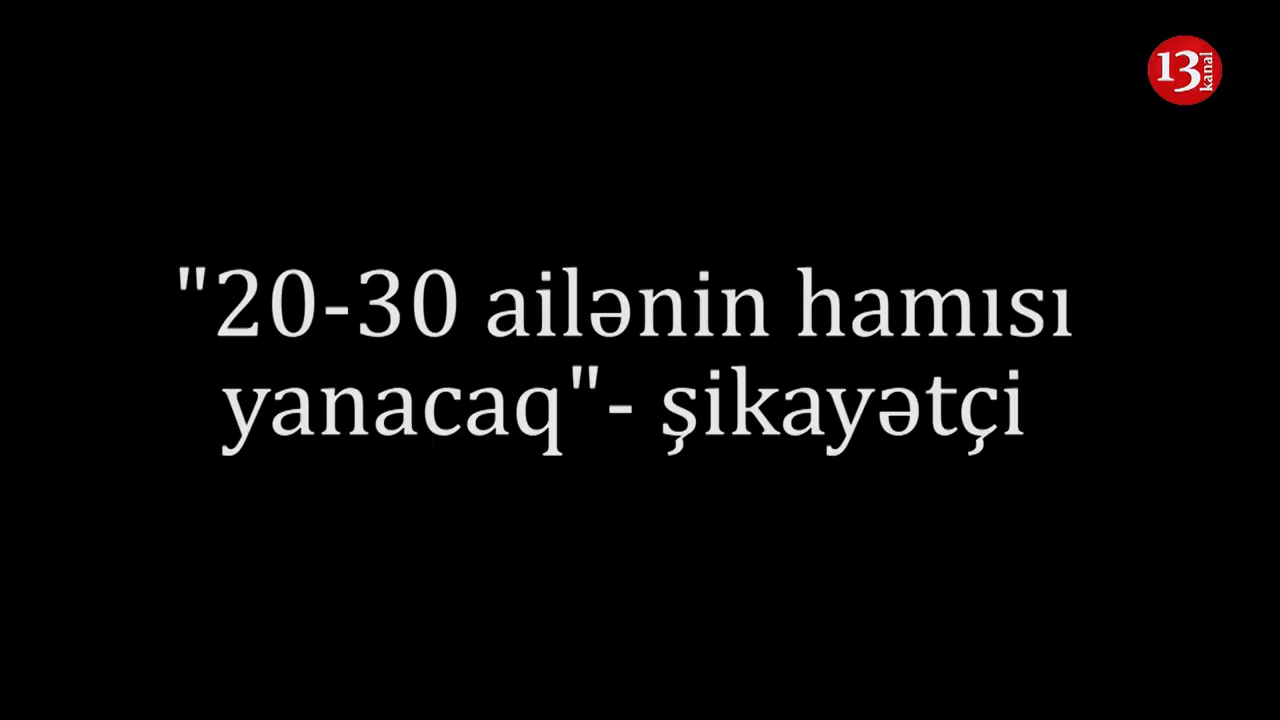 13 kanal
"20-30 ailənin hamısı
yanacaq"- şikayətçi